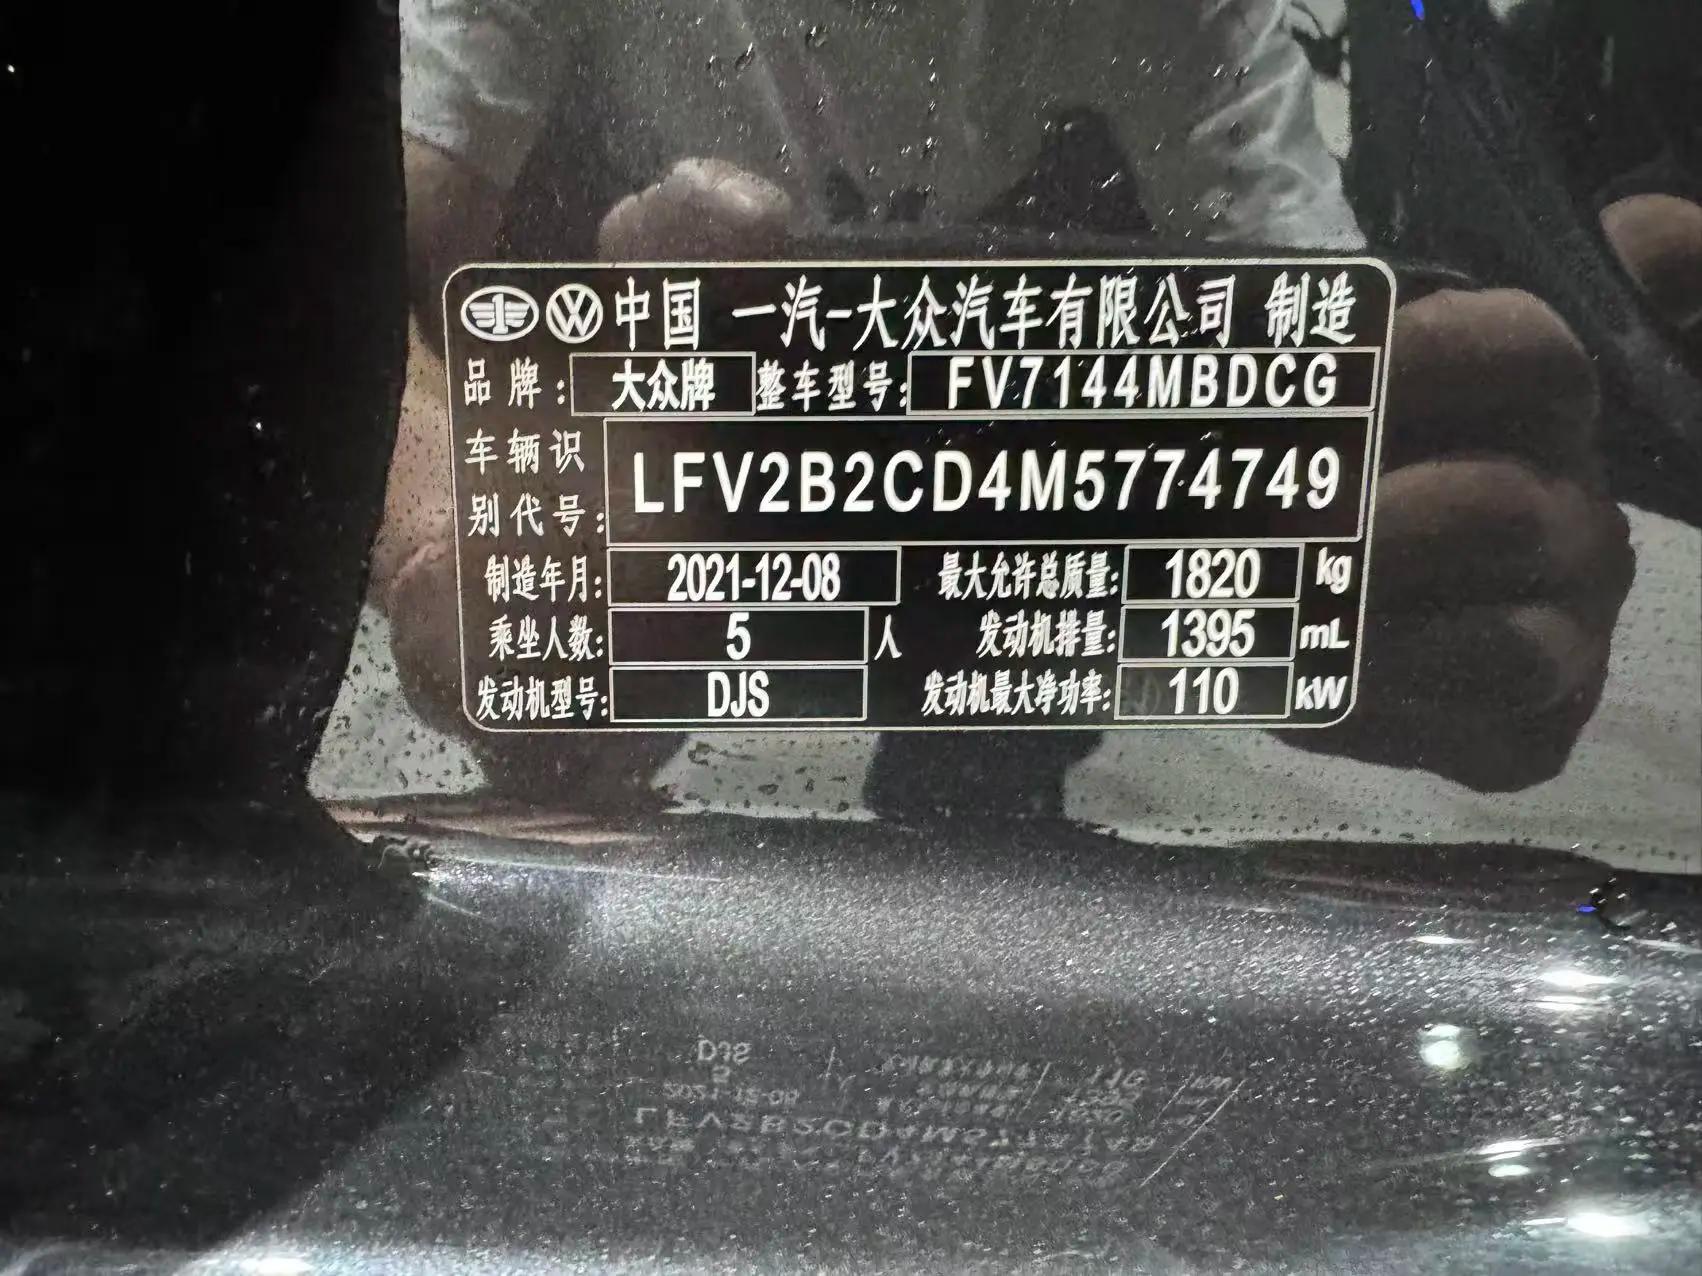 中国 一汽-大众汽车有限公司 制造
品牌: 大众牌 整车型号: FV7144MBDCG
车辆识别代号: LFV2B2CD4M5774749
制造年月: 2021-12-08 最大允许总质量: 1820 kg
乘坐人数: 5 人 发动机排量: 1395 mL
发动机型号: DJS 发动机最大净功率: 110 kW